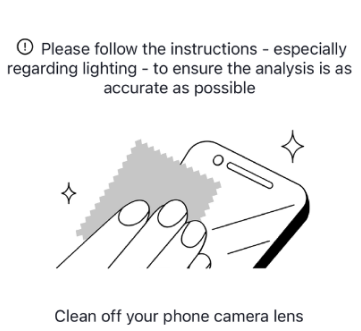 Please follow the instructions - especially
regarding lighting - to ensure the analysis is as
accurate as possible
Clean off your phone camera lens